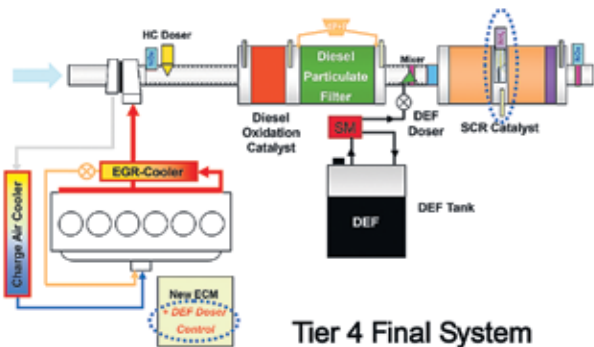 HC Doser
Diesel
Particulate
Filter
Mixer
Diesel
Oxidation
Catalyst
SM
DEF
Doser
SCR Catalyst
EGR-Cooler
Charge Air Cooler
DEF
DEF Tank
New ECM
+ DEF Doser
Control
Tier 4 Final System